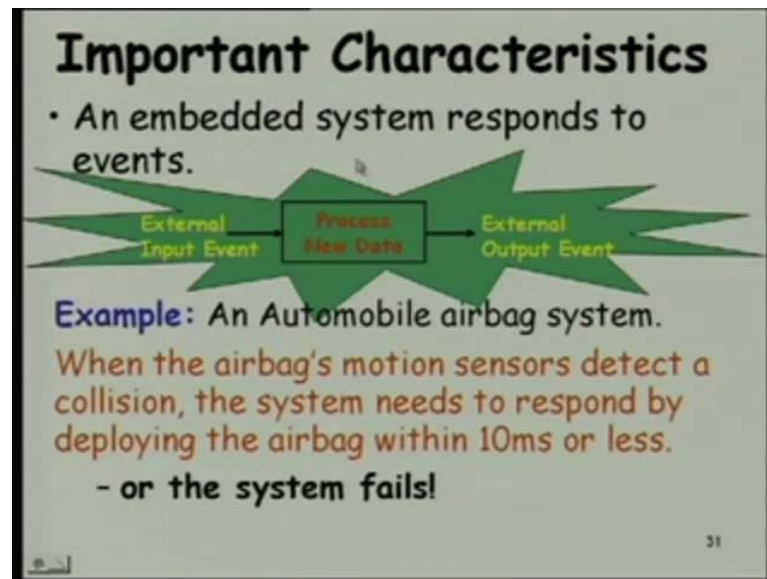 Important Characteristics
• An embedded system responds to
events.
External
Input Event
Process
New Data
External
Output Event
Example: An Automobile airbag system.
When the airbag's motion sensors detect a
collision, the system needs to respond by
deploying the airbag within 10ms or less.
- or the system fails!
31